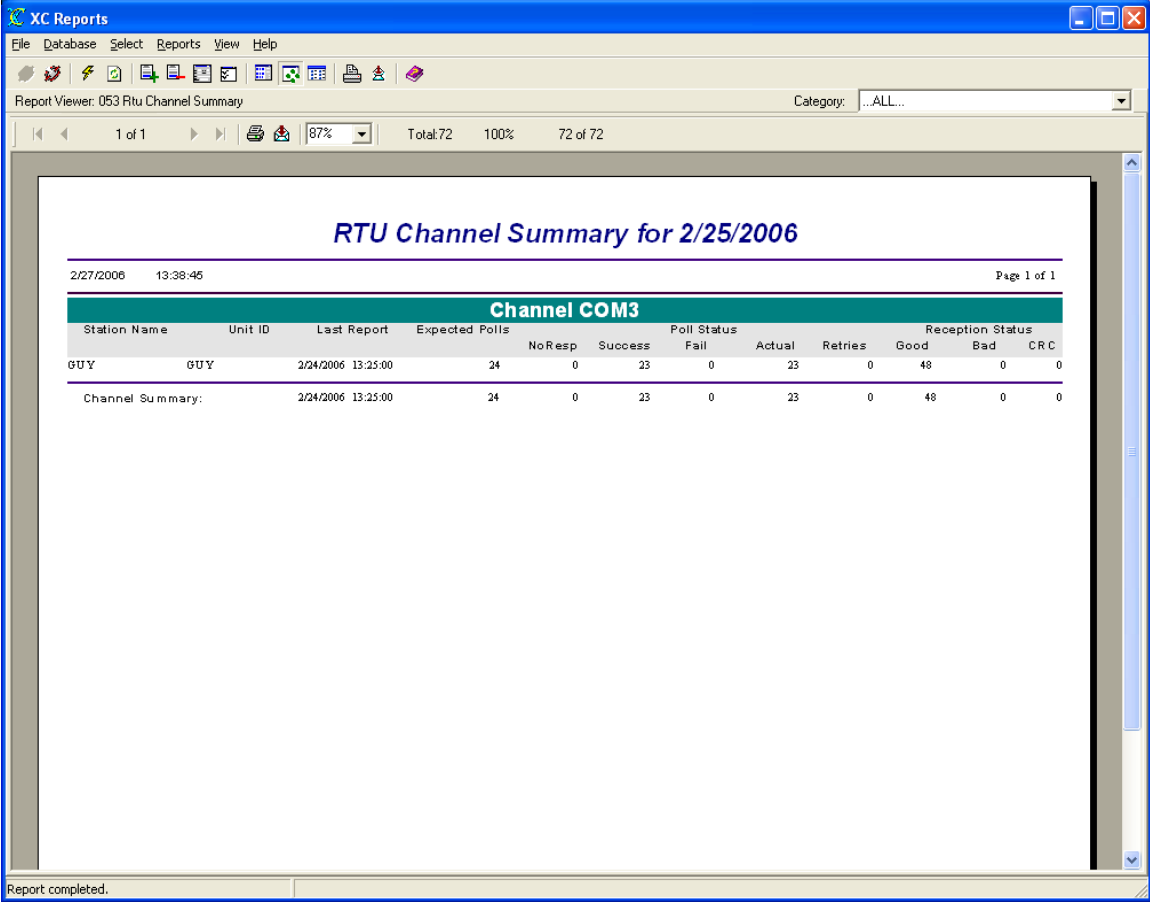 XC Reports
File Database Select Reports View Help
Report Viewer: 053 Rtu Channel Summary Category: ...ALL...
1 of 1 87% Total:72 100% 72 of 72
RTU Channel Summary for 2/25/2006
2/27/2006 13:38:45 Page 1 of 1
Channel COM3
Station Name Unit ID Last Report Expected Polls Poll Status Reception Status
NoResp Success Fail Actual Retries Good Bad CRC
GUY GUY 2/24/2006 13:25:00 24 0 23 0 23 0 48 0 0
Channel Summary: 2/24/2006 13:25:00 24 0 23 0 23 0 48 0 0
Report completed.